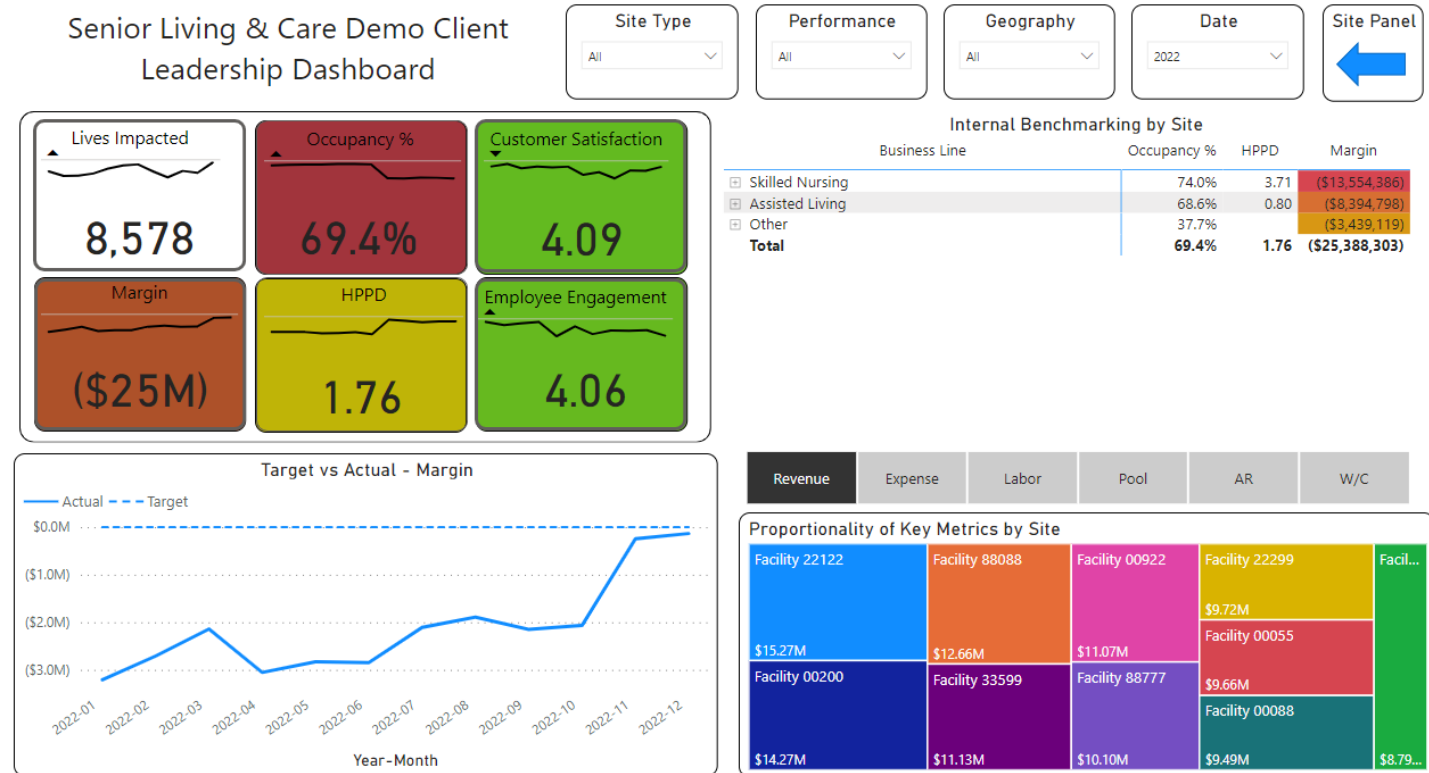 Senior Living & Care Demo Client
Leadership Dashboard
Site Type
All
Performance
All
Geography
All
Date
2022
Site Panel
Lives Impacted
8,578
Occupancy %
69.4%
Customer Satisfaction
4.09
Margin
($25M)
HPPD
1.76
Employee Engagement
4.06
Internal Benchmarking by Site
Business Line Occupancy % HPPD Margin
Skilled Nursing 74.0% 3.71 ($13,554,386)
Assisted Living 68.6% 0.80 ($8,394,798)
Other 37.7% ($3,439,119)
Total 69.4% 1.76 ($25,388,303)
Target vs Actual - Margin
Actual Target
$0.0M
($1.0M)
($2.0M)
($3.0M)
2022-01 2022-02 2022-03 2022-04 2022-05 2022-06 2022-07 2022-08 2022-09 2022-10 2022-11 2022-12
Year-Month
Revenue Expense Labor Pool AR W/C
Proportionality of Key Metrics by Site
Facility 22122
$15.27M
Facility 00200
$14.27M
Facility 88088
$12.66M
Facility 33599
$11.13M
Facility 00922
$11.07M
Facility 88777
$10.10M
Facility 22299
$9.72M
Facility 00055
$9.66M
Facility 00088
$9.49M
Facil...
$8.79...